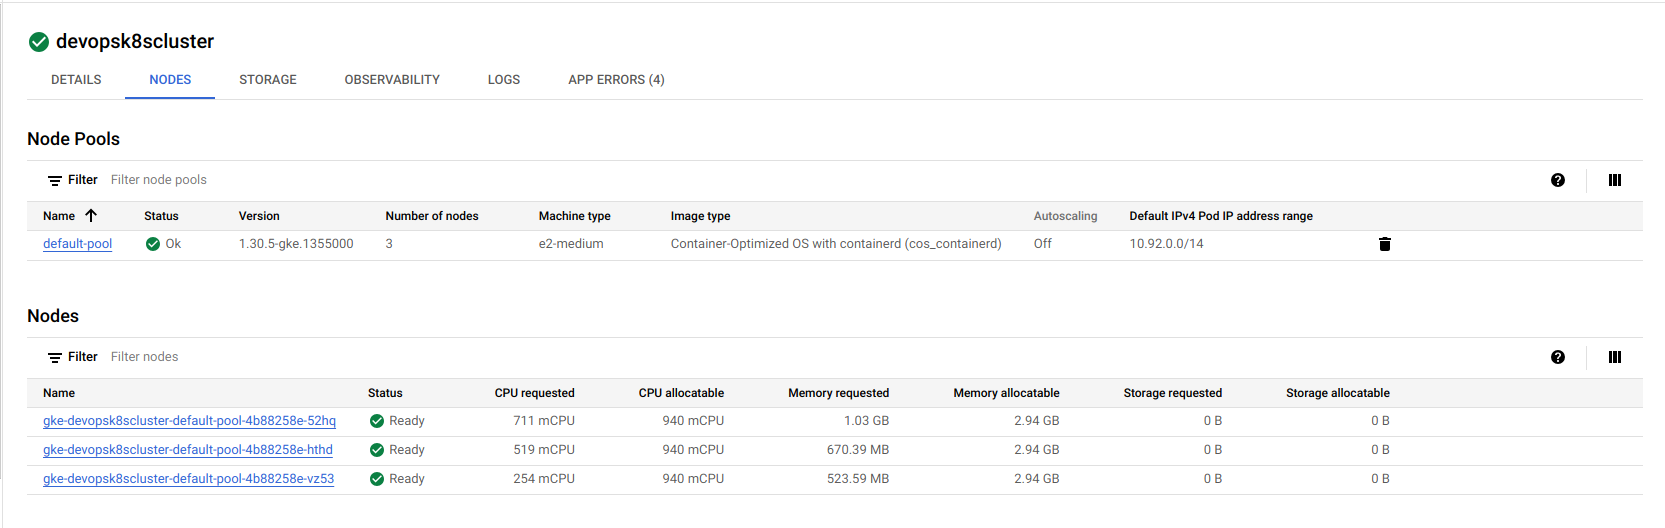 devopsk8scluster
DETAILS NODES STORAGE OBSERVABILITY LOGS APP ERRORS (4)
Node Pools
Filter Filter node pools
Name Status Version Number of nodes Machine type Image type Autoscaling Default IPv4 Pod IP address range
default-pool Ok 1.30.5-gke.1355000 3 e2-medium Container-Optimized OS with containerd (cos_containerd) Off 10.92.0.0/14
Nodes
Filter Filter nodes
Name Status CPU requested CPU allocatable Memory requested Memory allocatable Storage requested Storage allocatable
gke-devopsk8scluster-default-pool-4b88258e-52hq Ready 711 mCPU 940 mCPU 1.03 GB 2.94 GB 0 B 0 B
gke-devopsk8scluster-default-pool-4b88258e-hthd Ready 519 mCPU 940 mCPU 670.39 MB 2.94 GB 0 B 0 B
gke-devopsk8scluster-default-pool-4b88258e-vz53 Ready 254 mCPU 940 mCPU 523.59 MB 2.94 GB 0 B 0 B